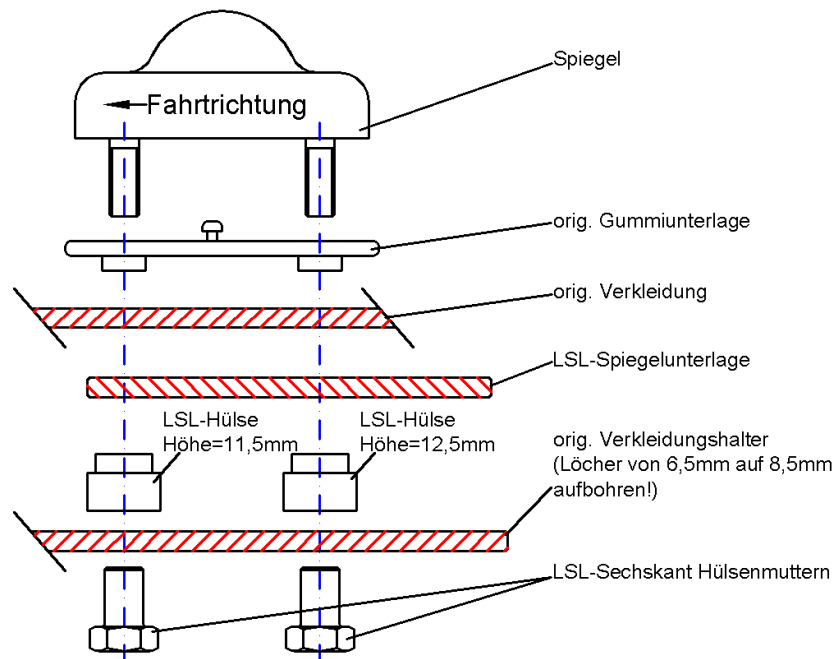 Spiegel
Fahrtrichtung
orig. Gummiunterlage
orig. Verkleidung
LSL-Spiegelunterlage
LSL-Hülse
Höhe=11,5mm
LSL-Hülse
Höhe=12,5mm
orig. Verkleidungshalter
(Löcher von 6,5mm auf 8,5mm
aufbohren!)
LSL-Sechskant Hülsenmuttern